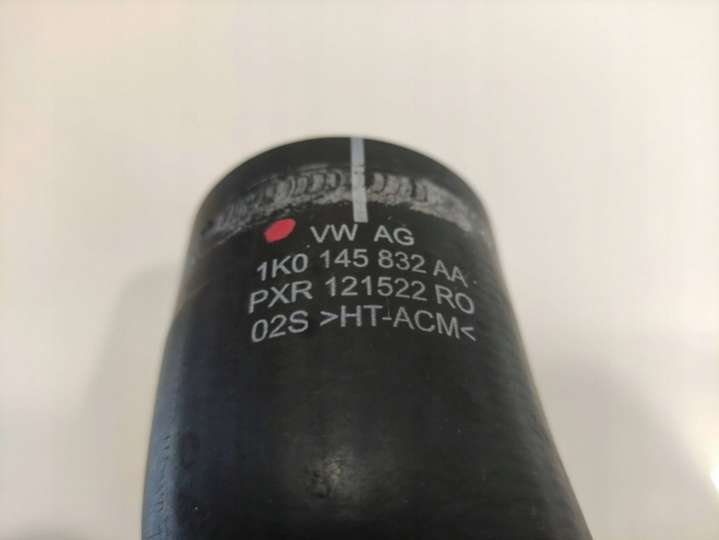 VW AG
1K0 145 832 AA
PXR 121522 RO
02S >HT-ACM<